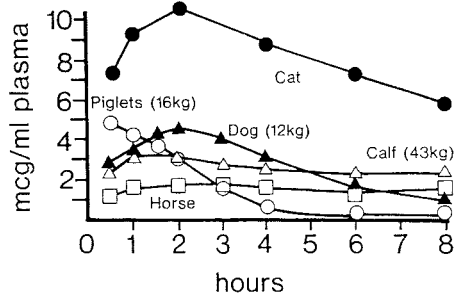 mcg/ml plasma
10
8
6
4
2
Cat
Piglets (16kg)
Dog (12kg)
Calf (43kg)
Horse
0 1 2 3 4 5 6 7 8
hours